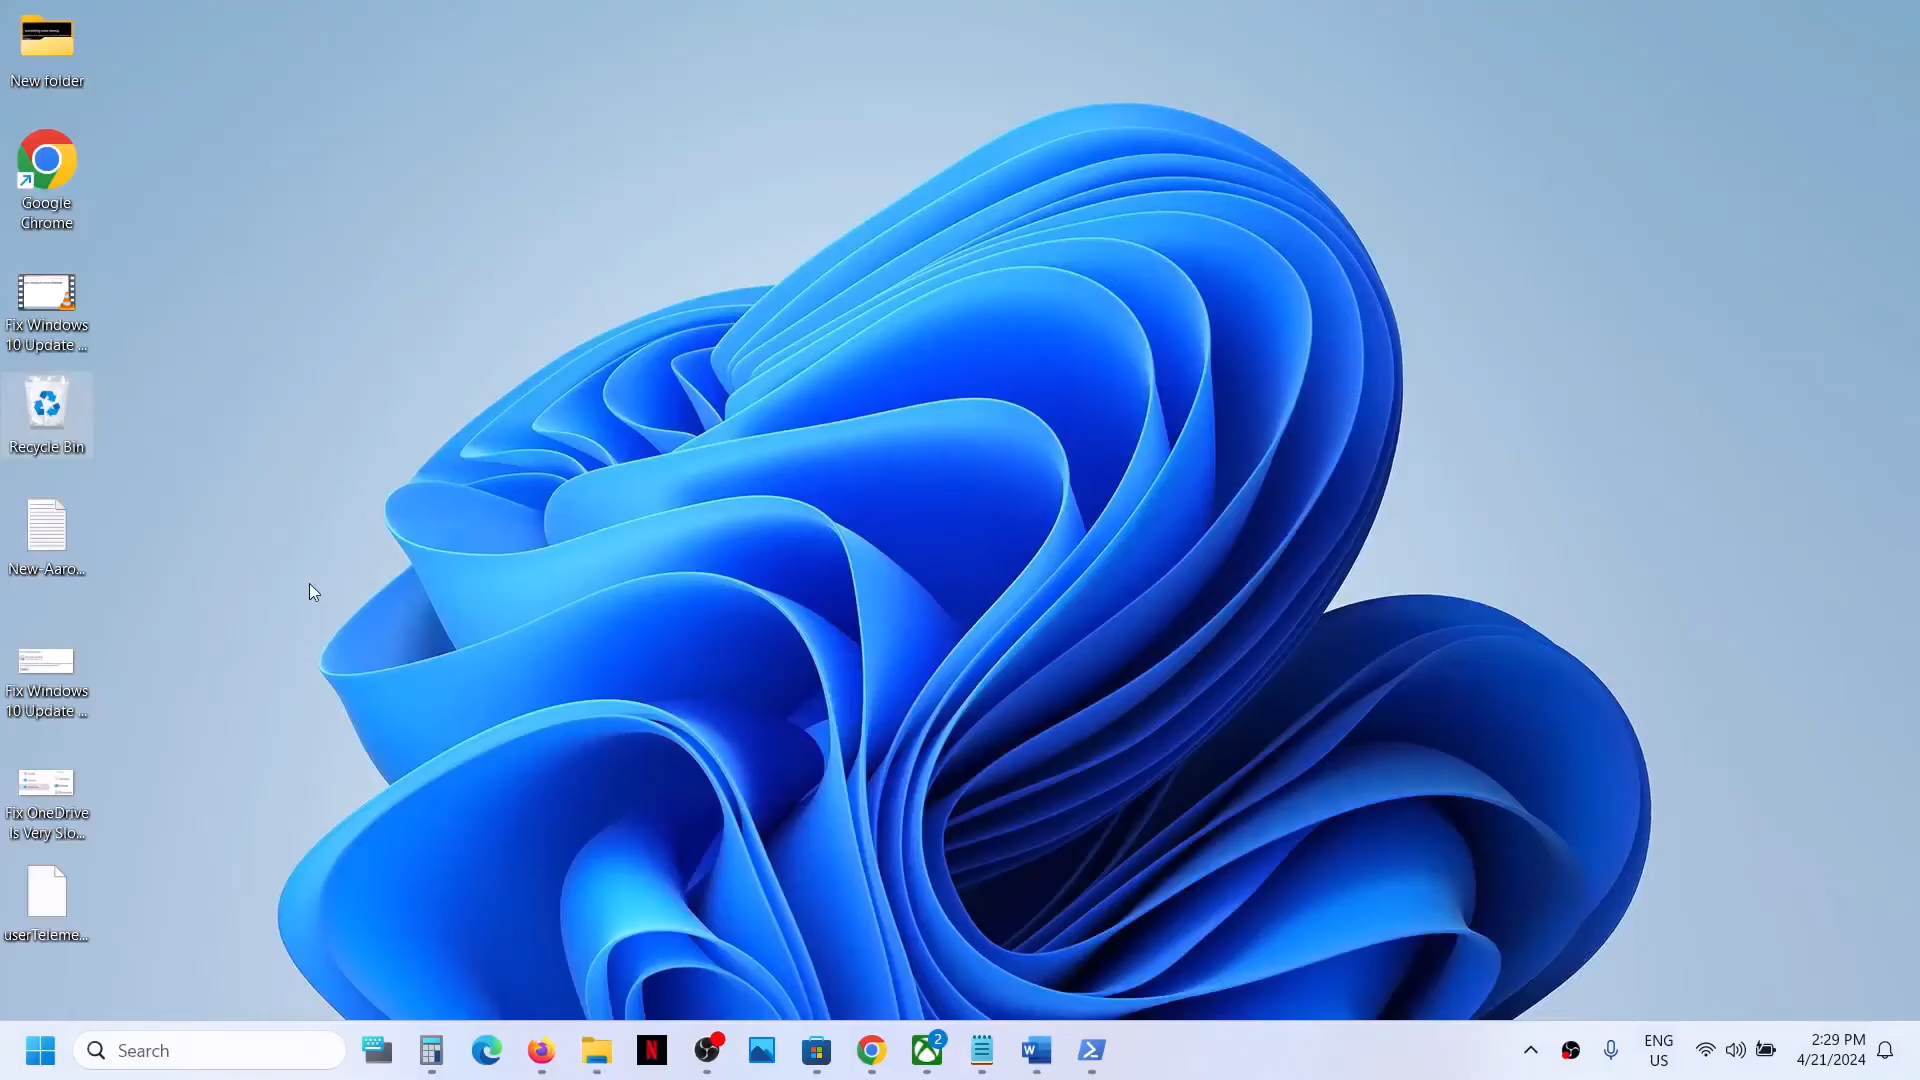 New folder
Google
Chrome
Fix Windows
10 Update ...
Recycle Bin
New-Aaro...
Fix Windows
10 Update ...
Fix OneDrive
Is Very Slo...
userTeleme...
Search
N
2
W
ENG
US
2:29 PM
4/21/2024